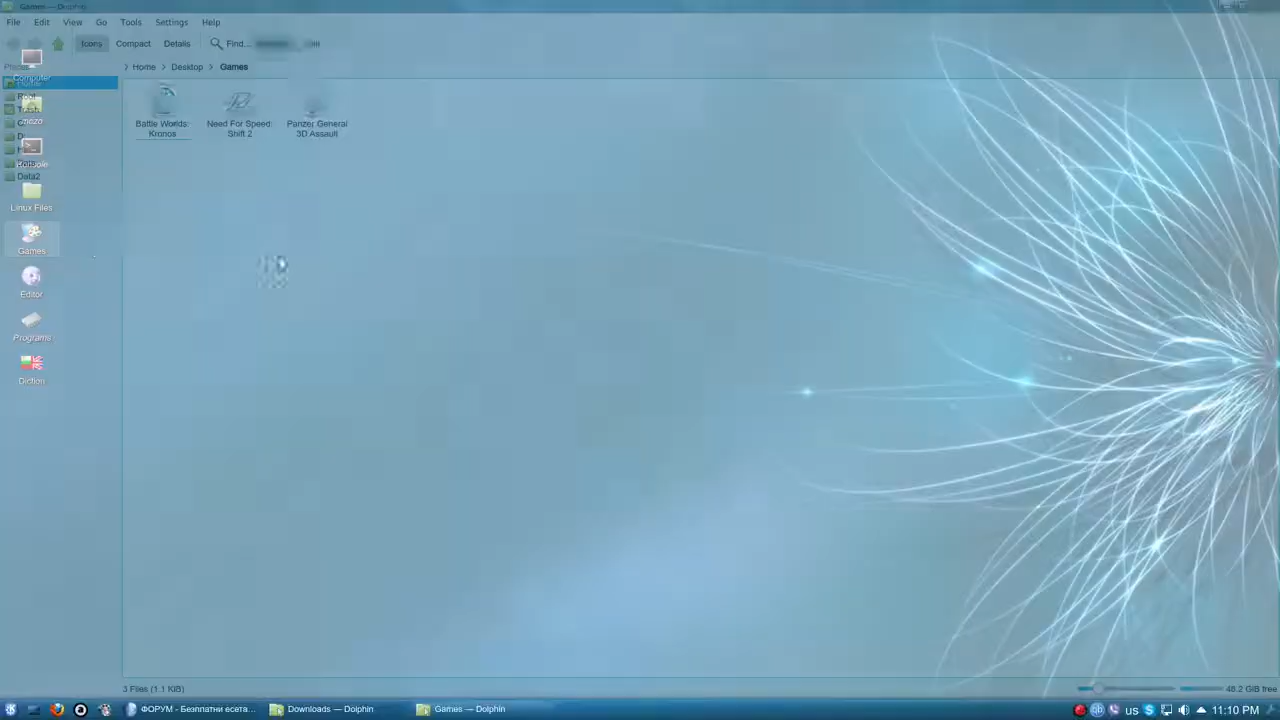 Games — Dolphin
File Edit View Go Tools Settings Help
Icons Compact Details Find...
Places
Home Desktop Games
Computer
Home
Root
Trash
mozo
Console
Data2
Linux Files
Games
Editor
Programs
Diction
Battle Worlds:
Kronos
Need For Speed:
Shift 2
Panzer General
3D Assault
3 Files (1.1 KiB)
48.2 GiB free
ФОРУМ - Безплатни есета...
Downloads — Dolphin
Games — Dolphin
us
11:10 PM